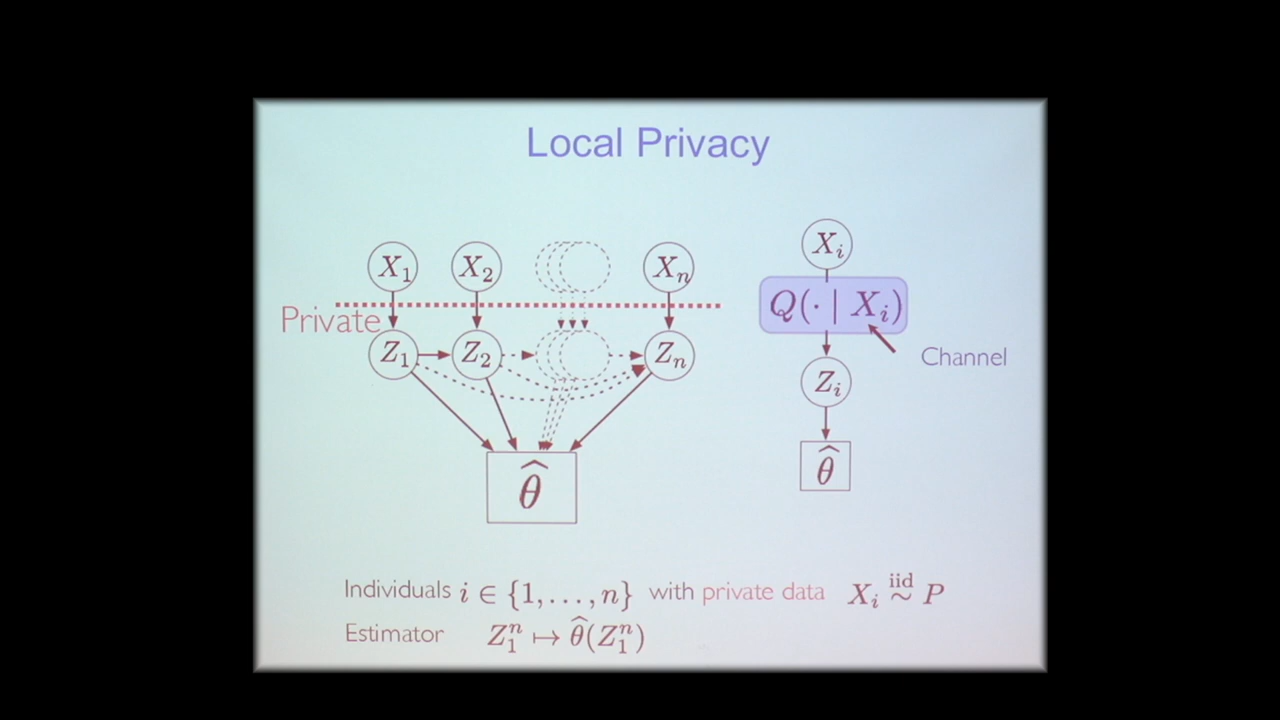 Local Privacy
X₁ X₂ Xₙ
Private
Z₁ Z₂ Zₙ
θ̂
Xᵢ
Q(· | Xᵢ)
Channel
Zᵢ
θ̂
Individuals i ∈ {1, . . . , n} with private data Xᵢ ~ⁱⁱᵈ P
Estimator Z₁ⁿ ↦ θ̂(Z₁ⁿ)